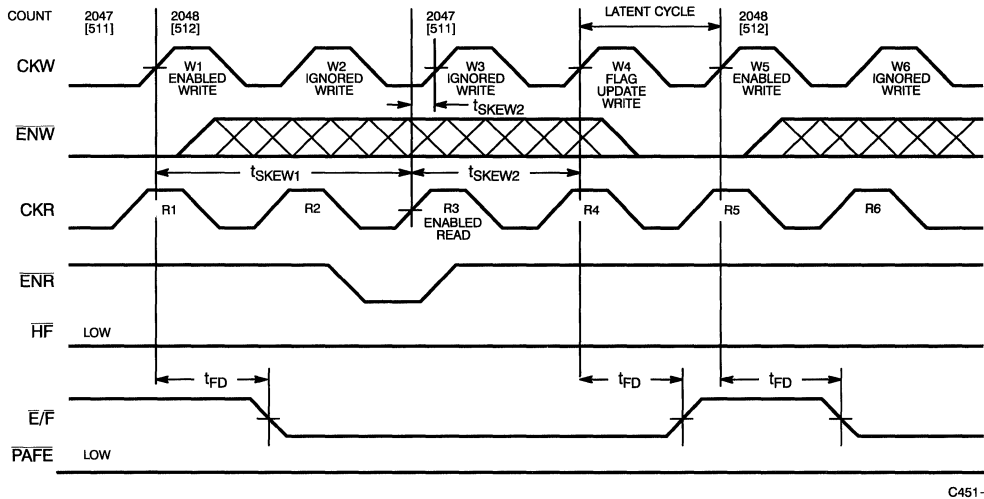 COUNT 2047 2048 2047 LATENT CYCLE 2048
[511] [512] [511] [512]
CKW W1 W2 W3 W4 W5 W6
ENABLED IGNORED IGNORED FLAG ENABLED IGNORED
WRITE WRITE WRITE UPDATE WRITE WRITE
WRITE
tSKEW2
ENW
tSKEW1 tSKEW2
CKR R1 R2 R3 R4 R5 R6
ENABLED
READ
ENR
HF LOW
tFD tFD tFD
E/F
PAFE LOW
C451-